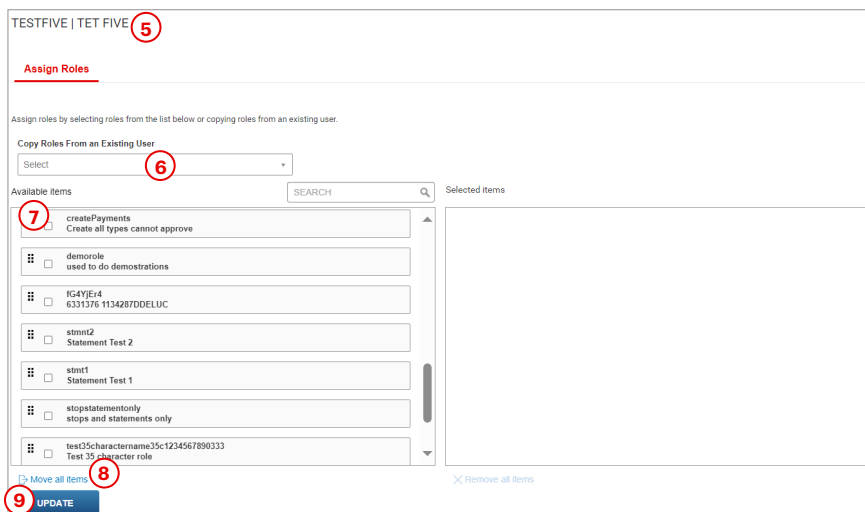 TESTFIVE | TET FIVE 5
Assign Roles
Assign roles by selecting roles from the list below or copying roles from an existing user.
Copy Roles From an Existing User
Select 6
Available items SEARCH Selected items
7 createPayments
Create all types cannot approve
demorole
used to do demostrations
fG4YjEr4
6331376 1134287DDELUC
stmnt2
Statement Test 2
stmt1
Statement Test 1
stopstatementonly
stops and statements only
test35charactername35c1234567890333
Test 35 character role
Move all items 8 Remove all items
9 UPDATE